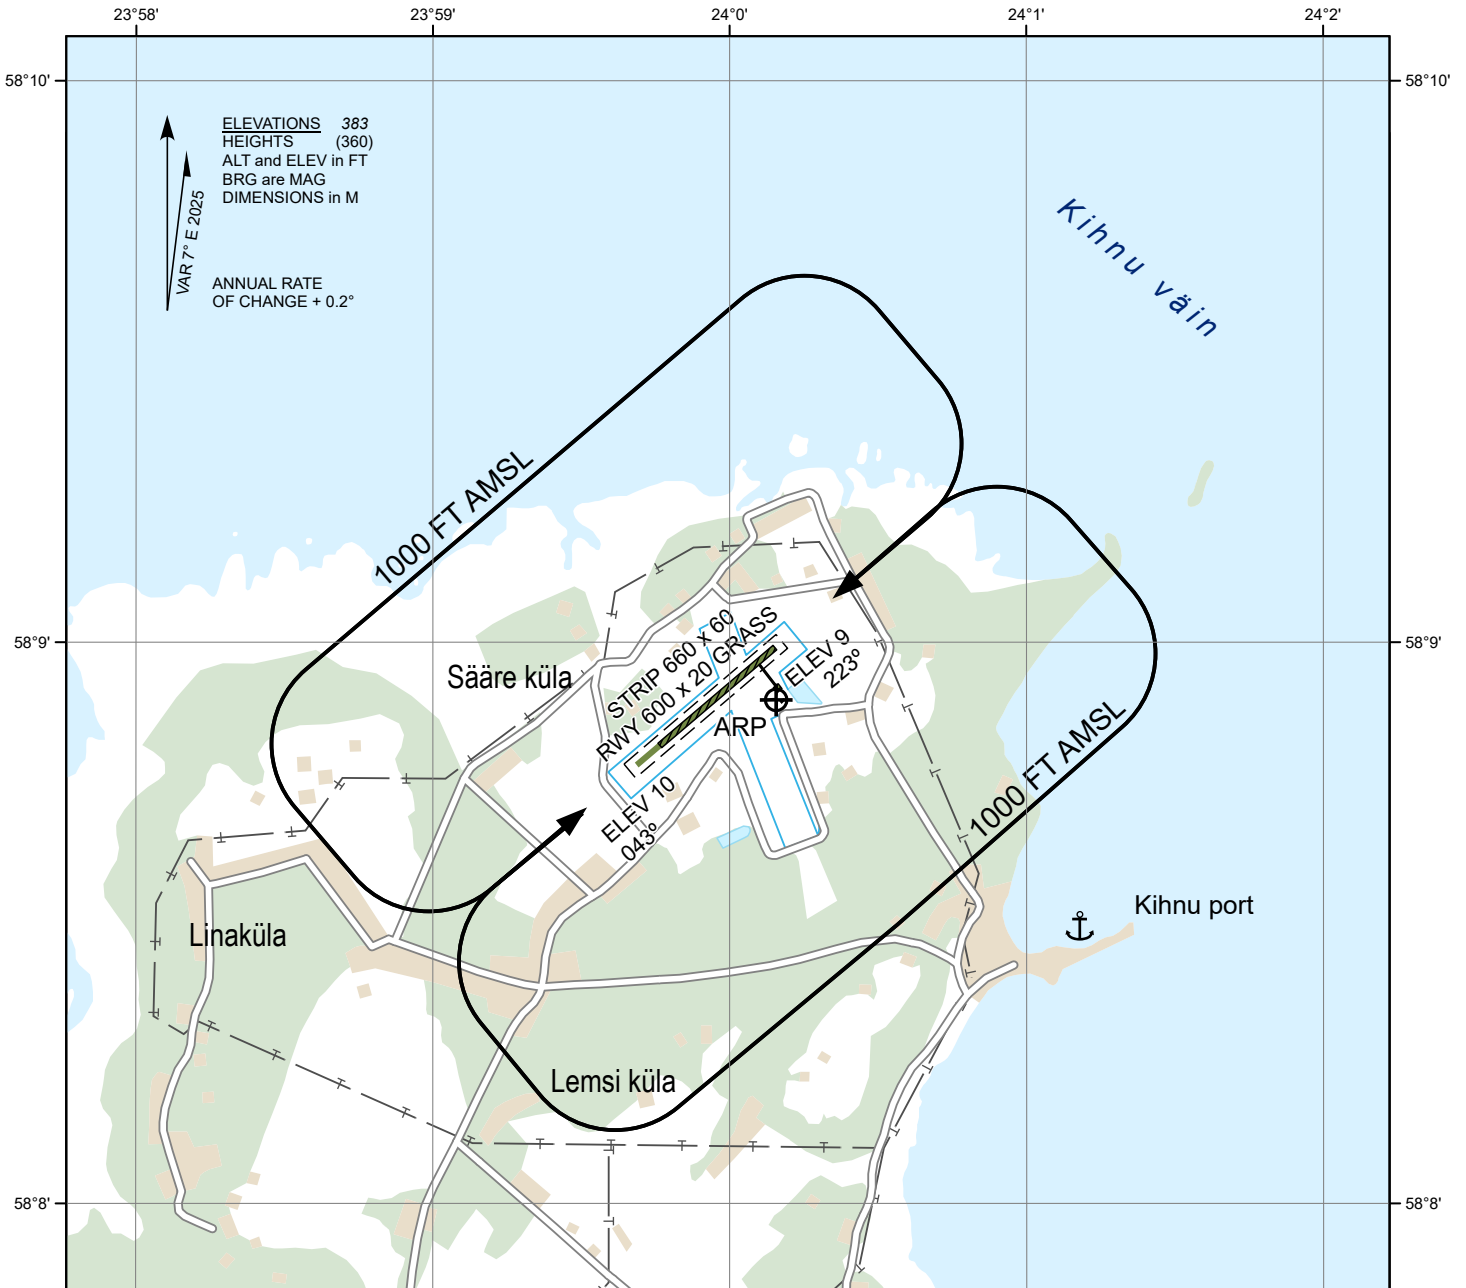 23°58'
23°59'
24°0'
24°1'
24°2'
58°10'
58°10'
ELEVATIONS 383
HEIGHTS (360)
ALT and ELEV in FT
BRG are MAG
DIMENSIONS in M
VAR 7° E 2025
ANNUAL RATE
OF CHANGE + 0.2°
Kihnu väin
1000 FT AMSL
58°9'
58°9'
Sääre küla
STRIP 660 x 60
RWY 600 x 20 GRASS
ELEV 9
223°
ARP
ELEV 10
043°
1000 FT AMSL
Kihnu port
Linaküla
Lemsi küla
58°8'
58°8'